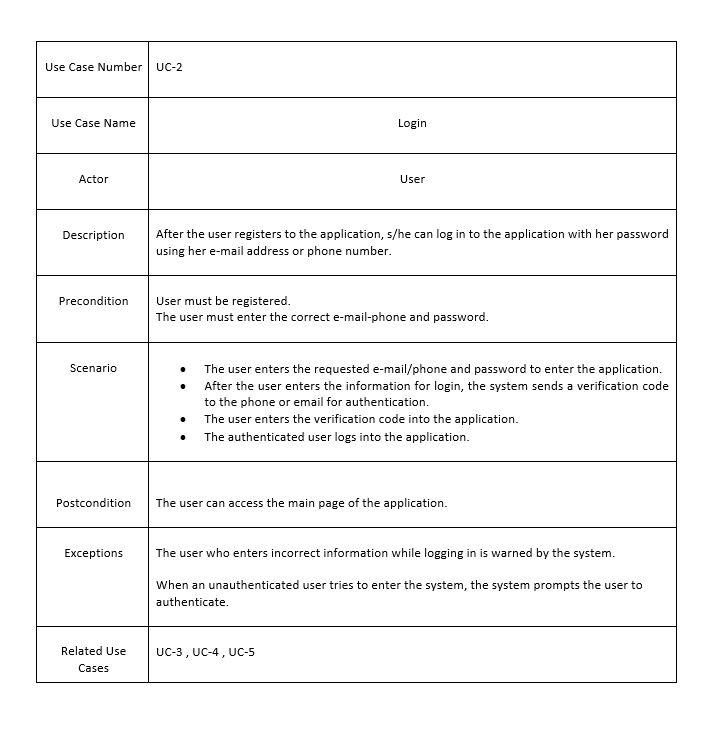 Use Case Number UC-2
Use Case Name Login
Actor User
Description After the user registers to the application, s/he can log in to the application with her password
using her e-mail address or phone number.
Precondition User must be registered.
The user must enter the correct e-mail-phone and password.
Scenario • The user enters the requested e-mail/phone and password to enter the application.
• After the user enters the information for login, the system sends a verification code
to the phone or email for authentication.
• The user enters the verification code into the application.
• The authenticated user logs into the application.
Postcondition The user can access the main page of the application.
Exceptions The user who enters incorrect information while logging in is warned by the system.
When an unauthenticated user tries to enter the system, the system prompts the user to
authenticate.
Related Use
Cases UC-3 , UC-4 , UC-5